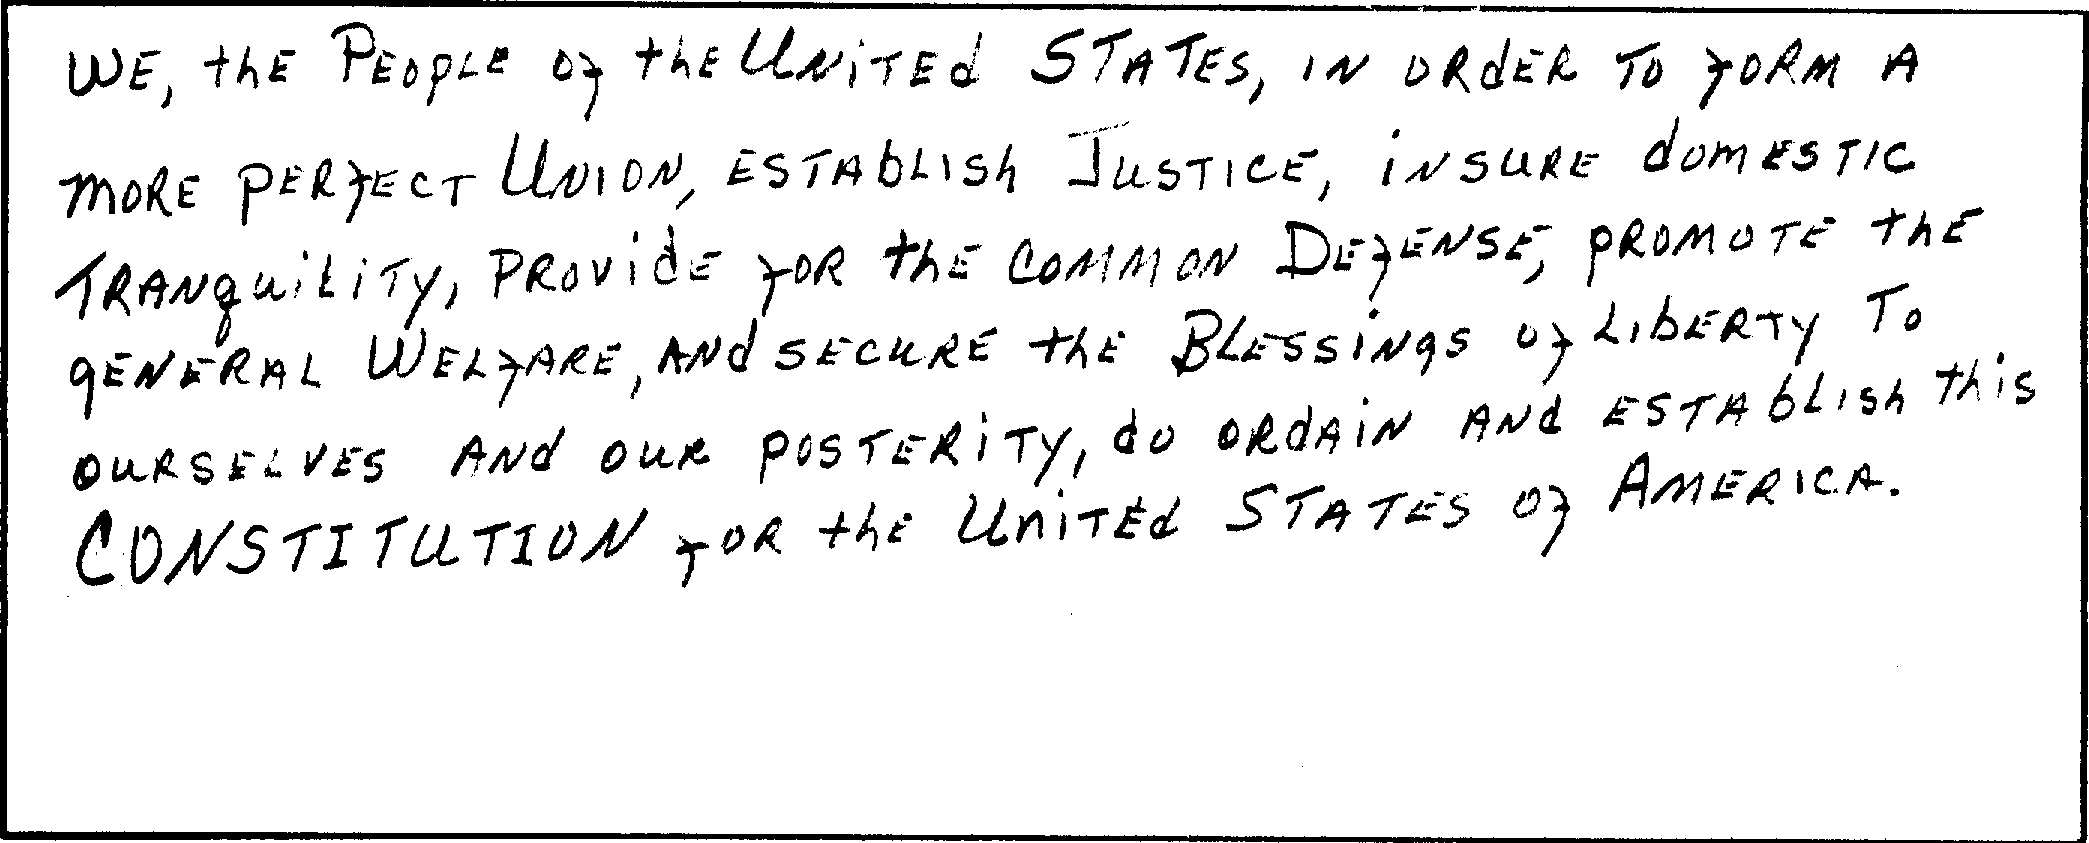 We, the People of the United States, in order to form a
more perfect Union, establish Justice, insure domestic
Tranquility, provide for the common Defense, promote the
general Welfare, and secure the Blessings of Liberty to
ourselves and our posterity, do ordain and establish this
CONSTITUTION for the United States of America.